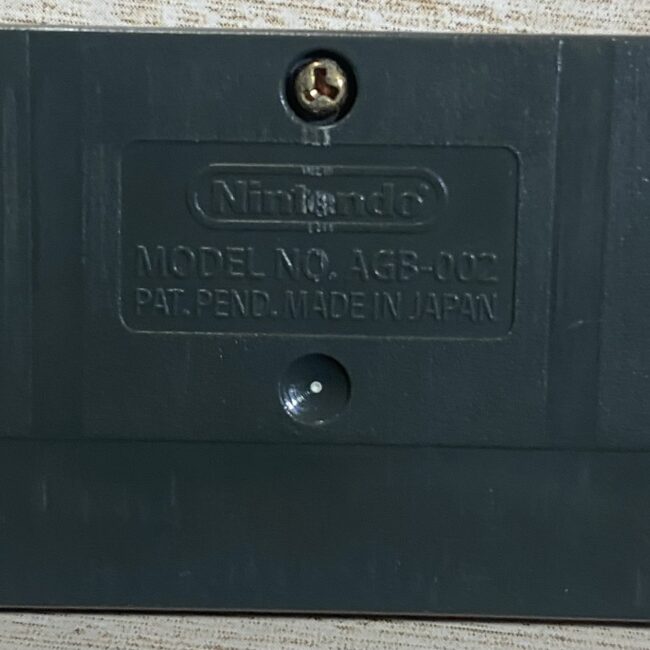 Nintendo®
MODEL NO. AGB-002
PAT. PEND. MADE IN JAPAN